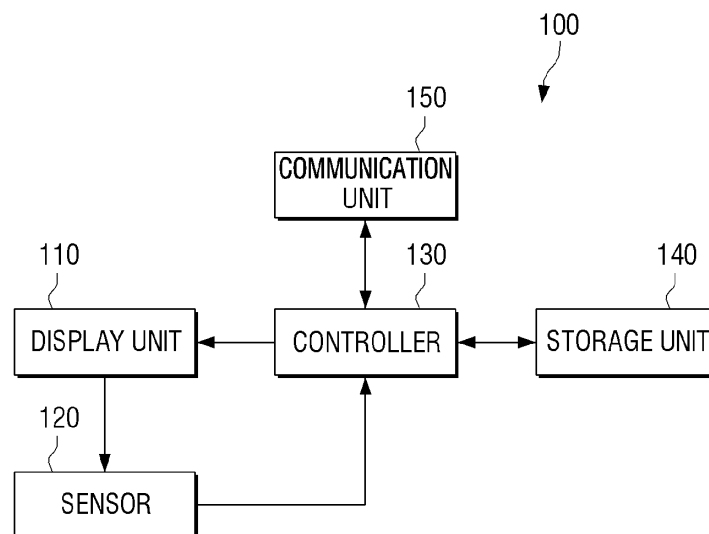 100
150
COMMUNICATION
UNIT
110
130
140
DISPLAY UNIT
CONTROLLER
STORAGE UNIT
120
SENSOR